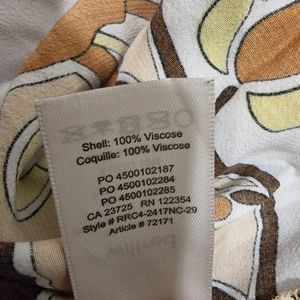 Shell: 100% Viscose
Coquille: 100% Viscose
PO 4500102187
PO 4500102284
PO 4500102285
CA 23725 RN 122354
Style # RRC4-2417NC-29
Article # 72171